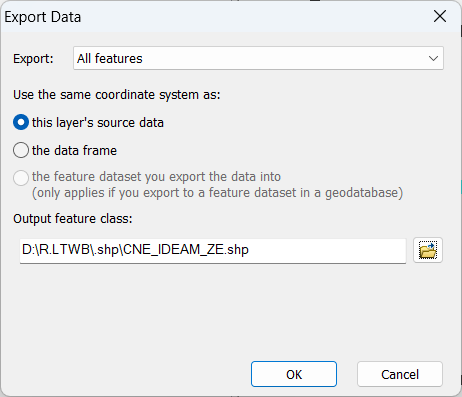 Export Data
Export: All features
Use the same coordinate system as:
this layer's source data
the data frame
the feature dataset you export the data into
(only applies if you export to a feature dataset in a geodatabase)
Output feature class:
D:\R.LTWB\.shp\CNE_IDEAM_ZE.shp
OK Cancel